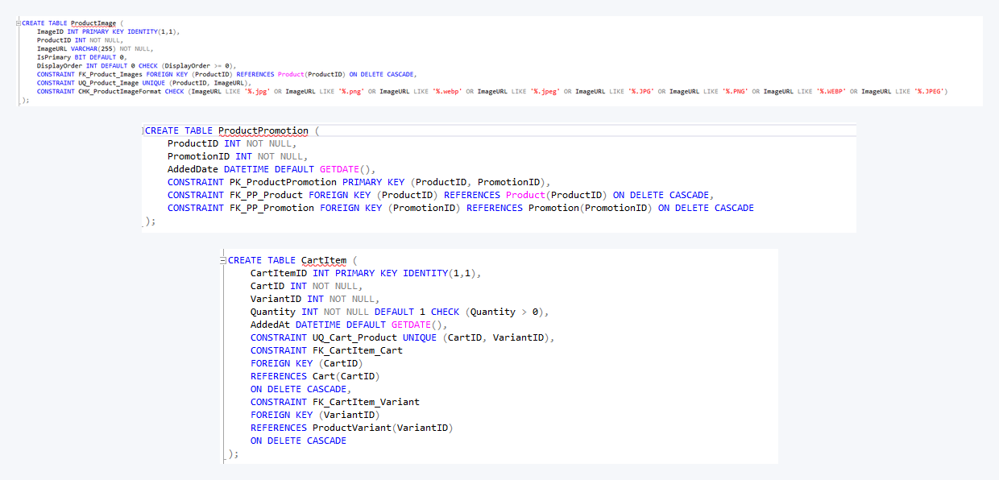 CREATE TABLE ProductImage (
ImageID INT PRIMARY KEY IDENTITY(1,1),
ProductID INT NOT NULL,
ImageURL VARCHAR(255) NOT NULL,
IsPrimary BIT DEFAULT 0,
DisplayOrder INT DEFAULT 0 CHECK (DisplayOrder >= 0),
CONSTRAINT FK_Product_Images FOREIGN KEY (ProductID) REFERENCES Product(ProductID) ON DELETE CASCADE,
CONSTRAINT UQ_Product_Image UNIQUE (ProductID, ImageURL),
CONSTRAINT CHK_ProductImageFormat CHECK (ImageURL LIKE '%.jpg' OR ImageURL LIKE '%.png' OR ImageURL LIKE '%.webp' OR ImageURL LIKE '%.jpeg' OR ImageURL LIKE '%.JPG' OR ImageURL LIKE '%.PNG' OR ImageURL LIKE '%.WEBP' OR ImageURL LIKE '%.JPEG')
);
CREATE TABLE ProductPromotion (
ProductID INT NOT NULL,
PromotionID INT NOT NULL,
AddedDate DATETIME DEFAULT GETDATE(),
CONSTRAINT PK_ProductPromotion PRIMARY KEY (ProductID, PromotionID),
CONSTRAINT FK_PP_Product FOREIGN KEY (ProductID) REFERENCES Product(ProductID) ON DELETE CASCADE,
CONSTRAINT FK_PP_Promotion FOREIGN KEY (PromotionID) REFERENCES Promotion(PromotionID) ON DELETE CASCADE
);
CREATE TABLE CartItem (
CartItemID INT PRIMARY KEY IDENTITY(1,1),
CartID INT NOT NULL,
VariantID INT NOT NULL,
Quantity INT NOT NULL DEFAULT 1 CHECK (Quantity > 0),
AddedAt DATETIME DEFAULT GETDATE(),
CONSTRAINT UQ_Cart_Product UNIQUE (CartID, VariantID),
CONSTRAINT FK_CartItem_Cart
FOREIGN KEY (CartID)
REFERENCES Cart(CartID)
ON DELETE CASCADE,
CONSTRAINT FK_CartItem_Variant
FOREIGN KEY (VariantID)
REFERENCES ProductVariant(VariantID)
ON DELETE CASCADE
);